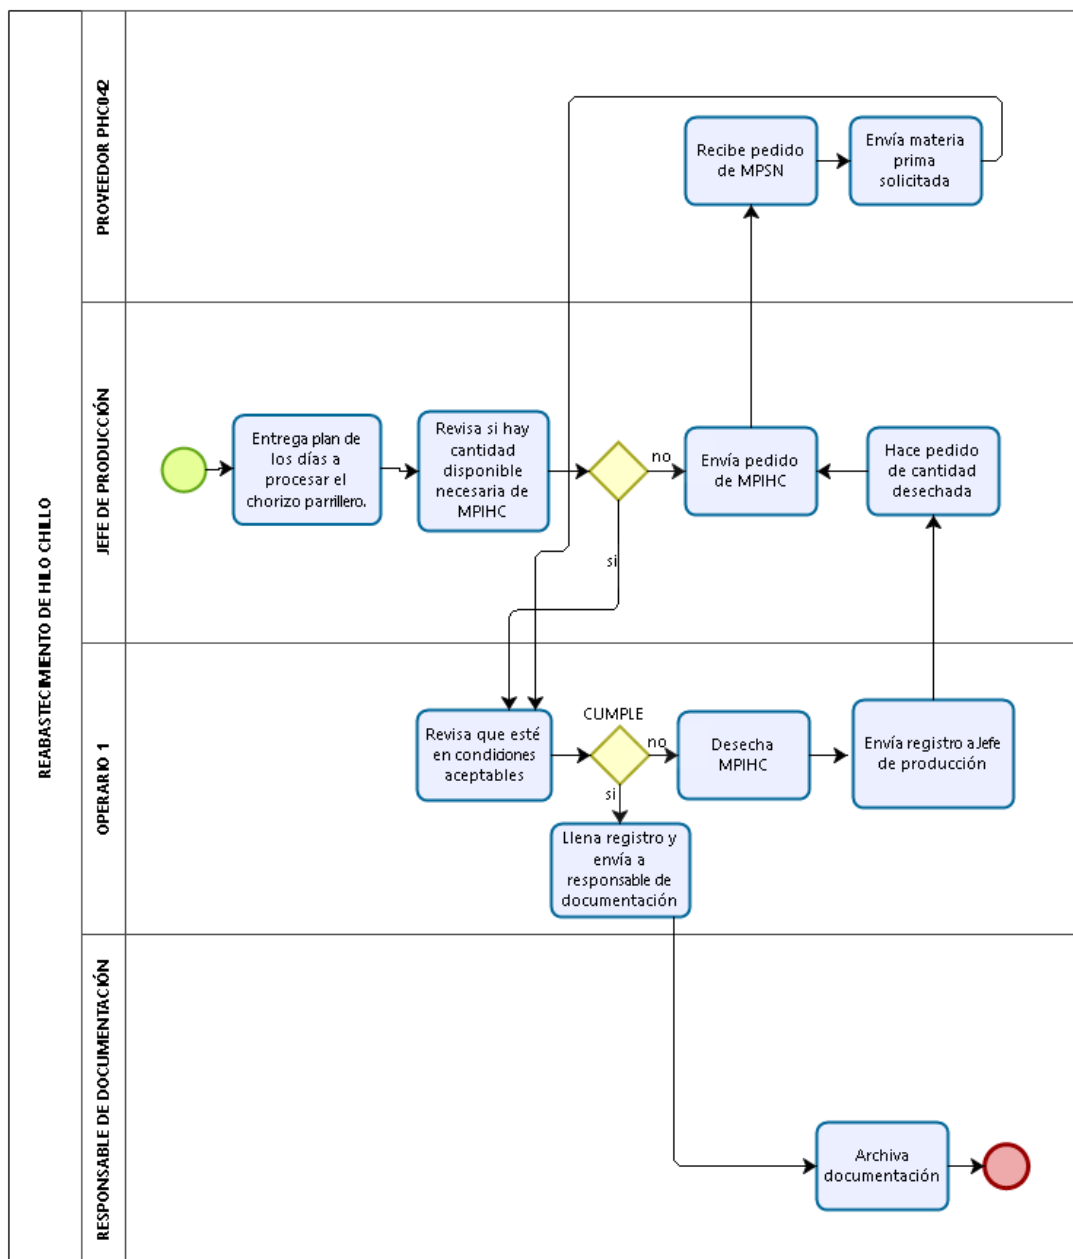 REABASTECIMIENTO DE HILO CHILLO
PROVEEDOR PHC042
Recibe pedido
de MPSN
Envía materia
prima
solicitada
JEFE DE PRODUCCIÓN
Entrega plan de
los días a
procesar el
chorizo parrillero.
Revisa si hay
cantidad
disponible
necesaria de
MPIHC
no
si
Envía pedido
de MPIHC
Hace pedido
de cantidad
desechada
OPERARIO 1
Revisa que esté
en condiciones
aceptables
CUMPLE
no
si
Desecha
MPIHC
Envía registro a Jefe
de producción
Llena registro y
envía a
responsable de
documentación
RESPONSABLE DE DOCUMENTACIÓN
Archiva
documentación